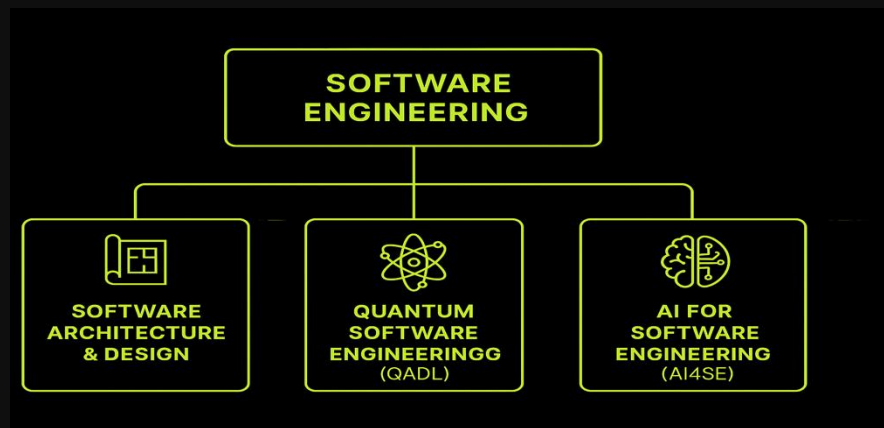 SOFTWARE
ENGINEERING
SOFTWARE
ARCHITECTURE
& DESIGN
QUANTUM
SOFTWARE
ENGINEERINGG
(QADL)
AI FOR
SOFTWARE
ENGINEERING
(AI4SE)